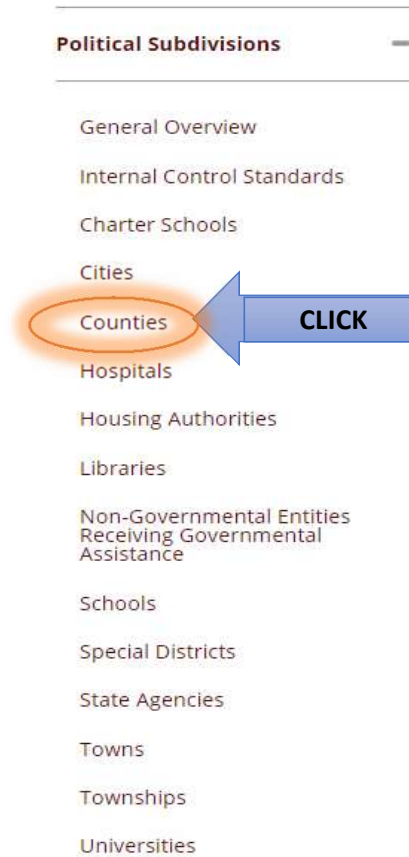 Political Subdivisions
General Overview
Internal Control Standards
Charter Schools
Cities
Counties
CLICK
Hospitals
Housing Authorities
Libraries
Non-Governmental Entities
Receiving Governmental
Assistance
Schools
Special Districts
State Agencies
Towns
Townships
Universities